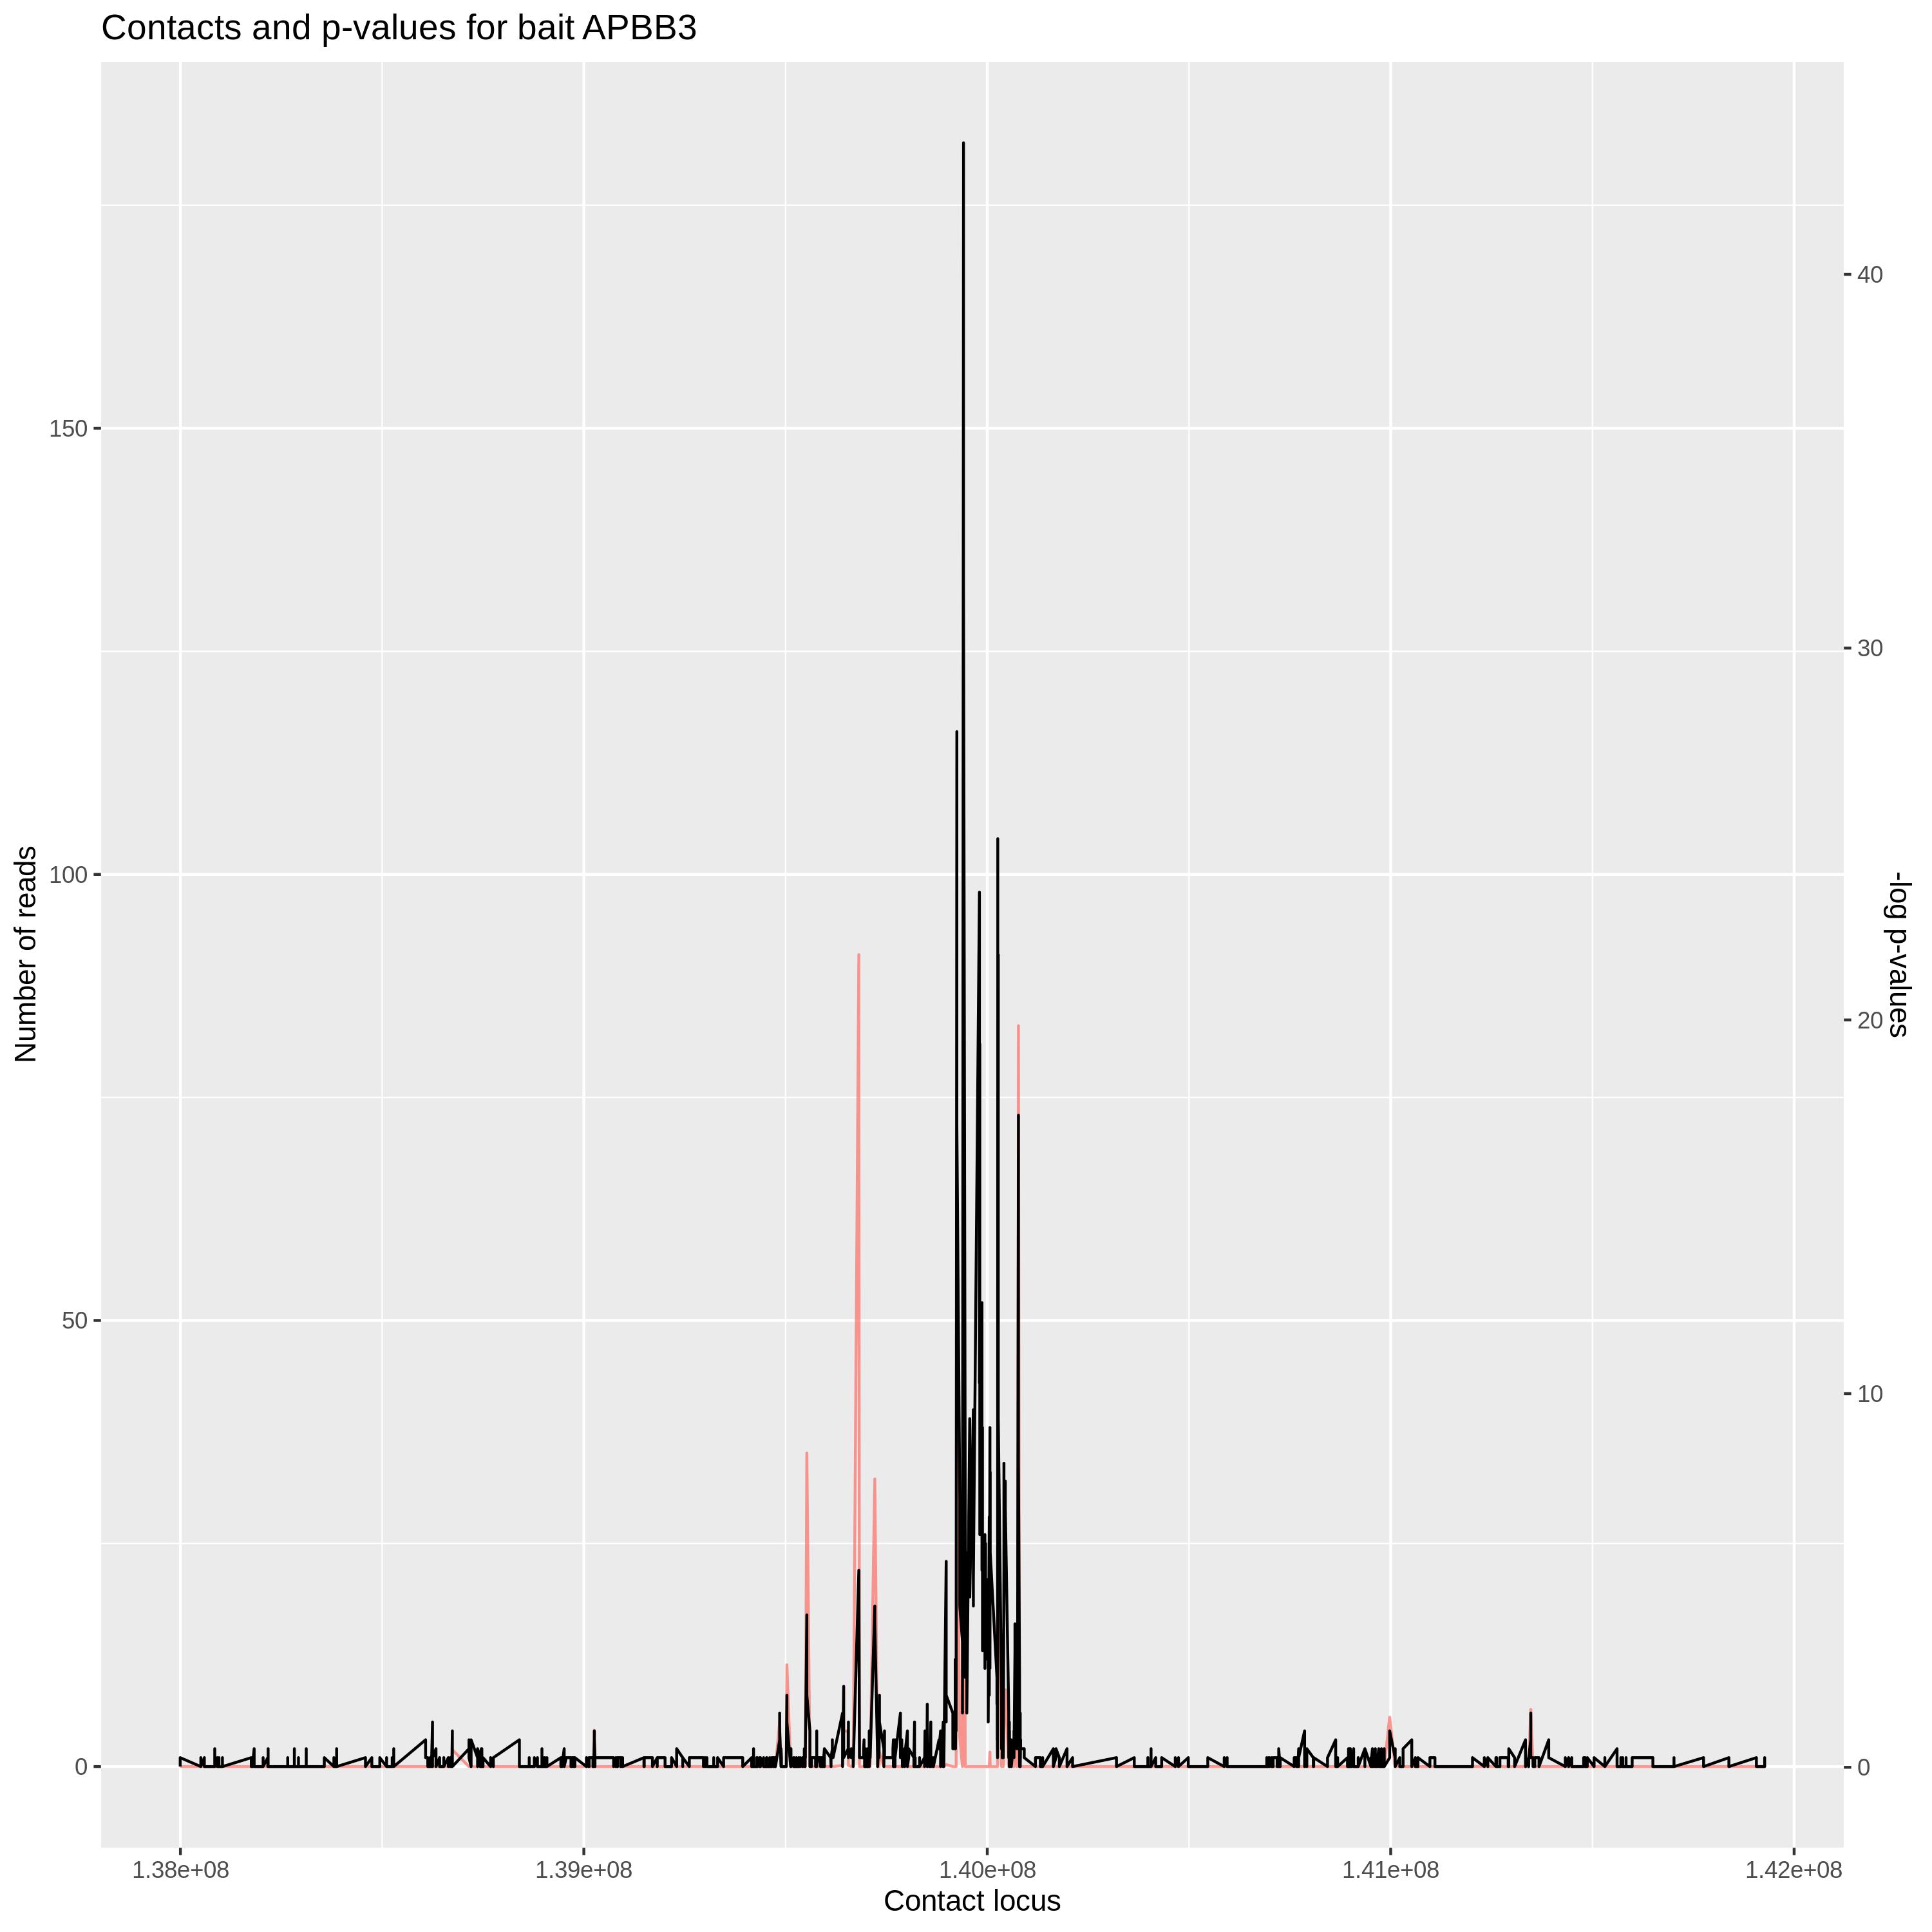 Contacts and p-values for bait APBB3
Number of reads
150
100
50
0
40
30
20
10
0
-log p-values
1.38e+08
1.39e+08
1.40e+08
1.41e+08
1.42e+08
Contact locus